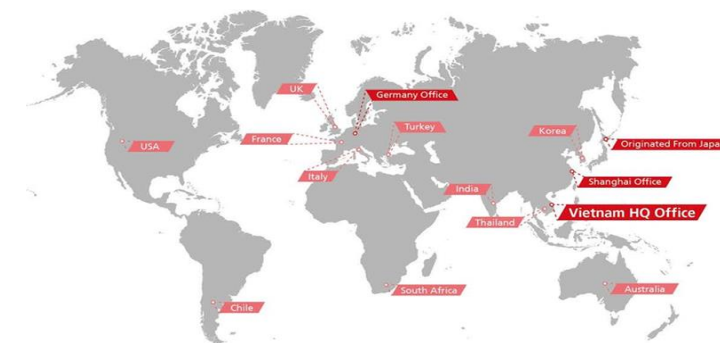 UK
Germany Office
Turkey
Korea
France
USA
Originated From Japa
Italy
Shanghai Office
India
Vietnam HQ Office
Thailand
South Africa
Australia
Chile